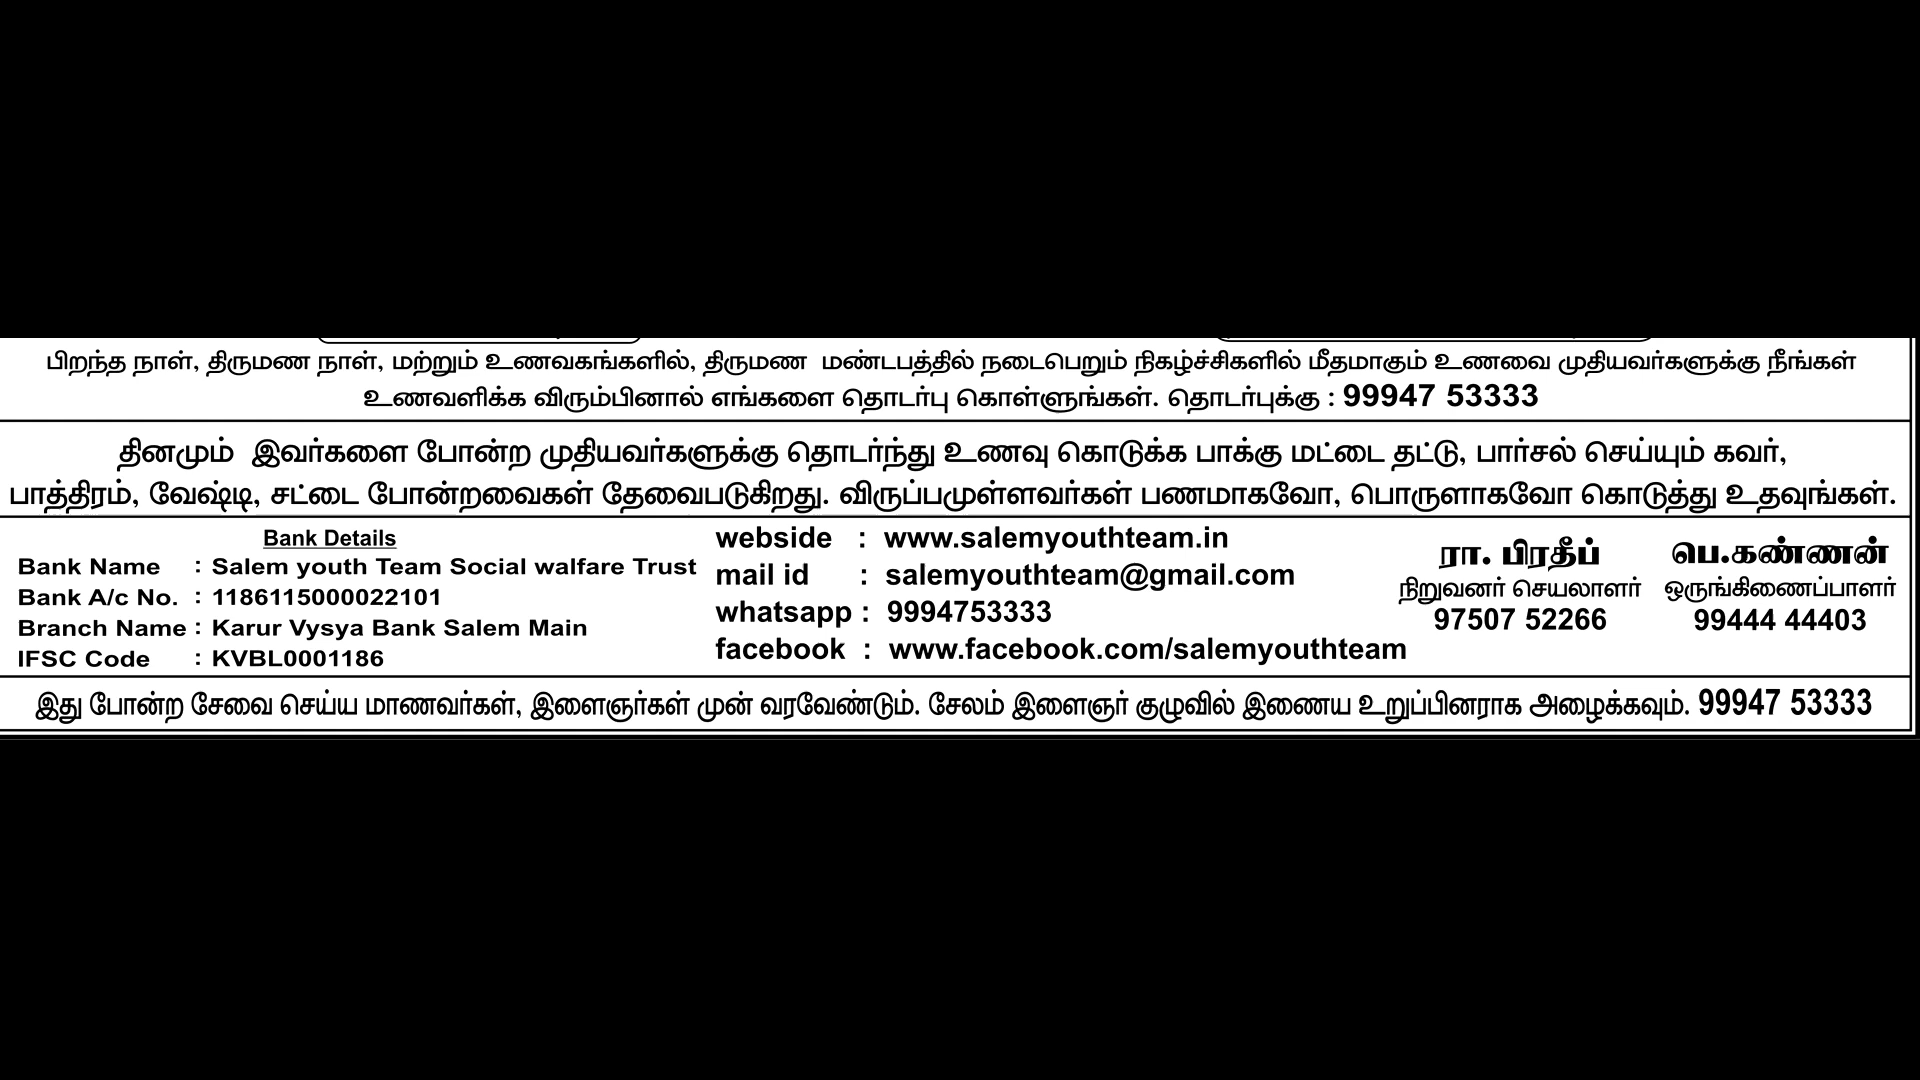 பிறந்த நாள், திருமண நாள், மற்றும் உணவகங்களில், திருமண மண்டபத்தில் நடைபெறும் நிகழ்ச்சிகளில் மீதமாகும் உணவை முதியவர்களுக்கு நீங்கள்
உணவளிக்க விரும்பினால் எங்களை தொடர்பு கொள்ளுங்கள். தொடர்புக்கு : 99947 53333
தினமும் இவர்களை போன்ற முதியவர்களுக்கு தொடர்ந்து உணவு கொடுக்க பாக்கு மட்டை தட்டு, பார்சல் செய்யும் கவர்,
பாத்திரம், வேஷ்டி, சட்டை போன்றவைகள் தேவைபடுகிறது. விருப்பமுள்ளவர்கள் பணமாகவோ, பொருளாகவோ கொடுத்து உதவுங்கள்.
Bank Details
Bank Name : Salem youth Team Social walfare Trust
Bank A/c No. : 1186115000022101
Branch Name : Karur Vysya Bank Salem Main
IFSC Code : KVBL0001186
webside : www.salemyouthteam.in
mail id : salemyouthteam@gmail.com
whatsapp : 9994753333
facebook : www.facebook.com/salemyouthteam
ரா. பிரதீப்
நிறுவனர் செயலாளர்
97507 52266
பெ.கண்ணன்
ஒருங்கிணைப்பாளர்
99444 44403
இது போன்ற சேவை செய்ய மாணவர்கள், இளைஞர்கள் முன் வரவேண்டும். சேலம் இளைஞர் குழுவில் இணைய உறுப்பினராக அழைக்கவும். 99947 53333